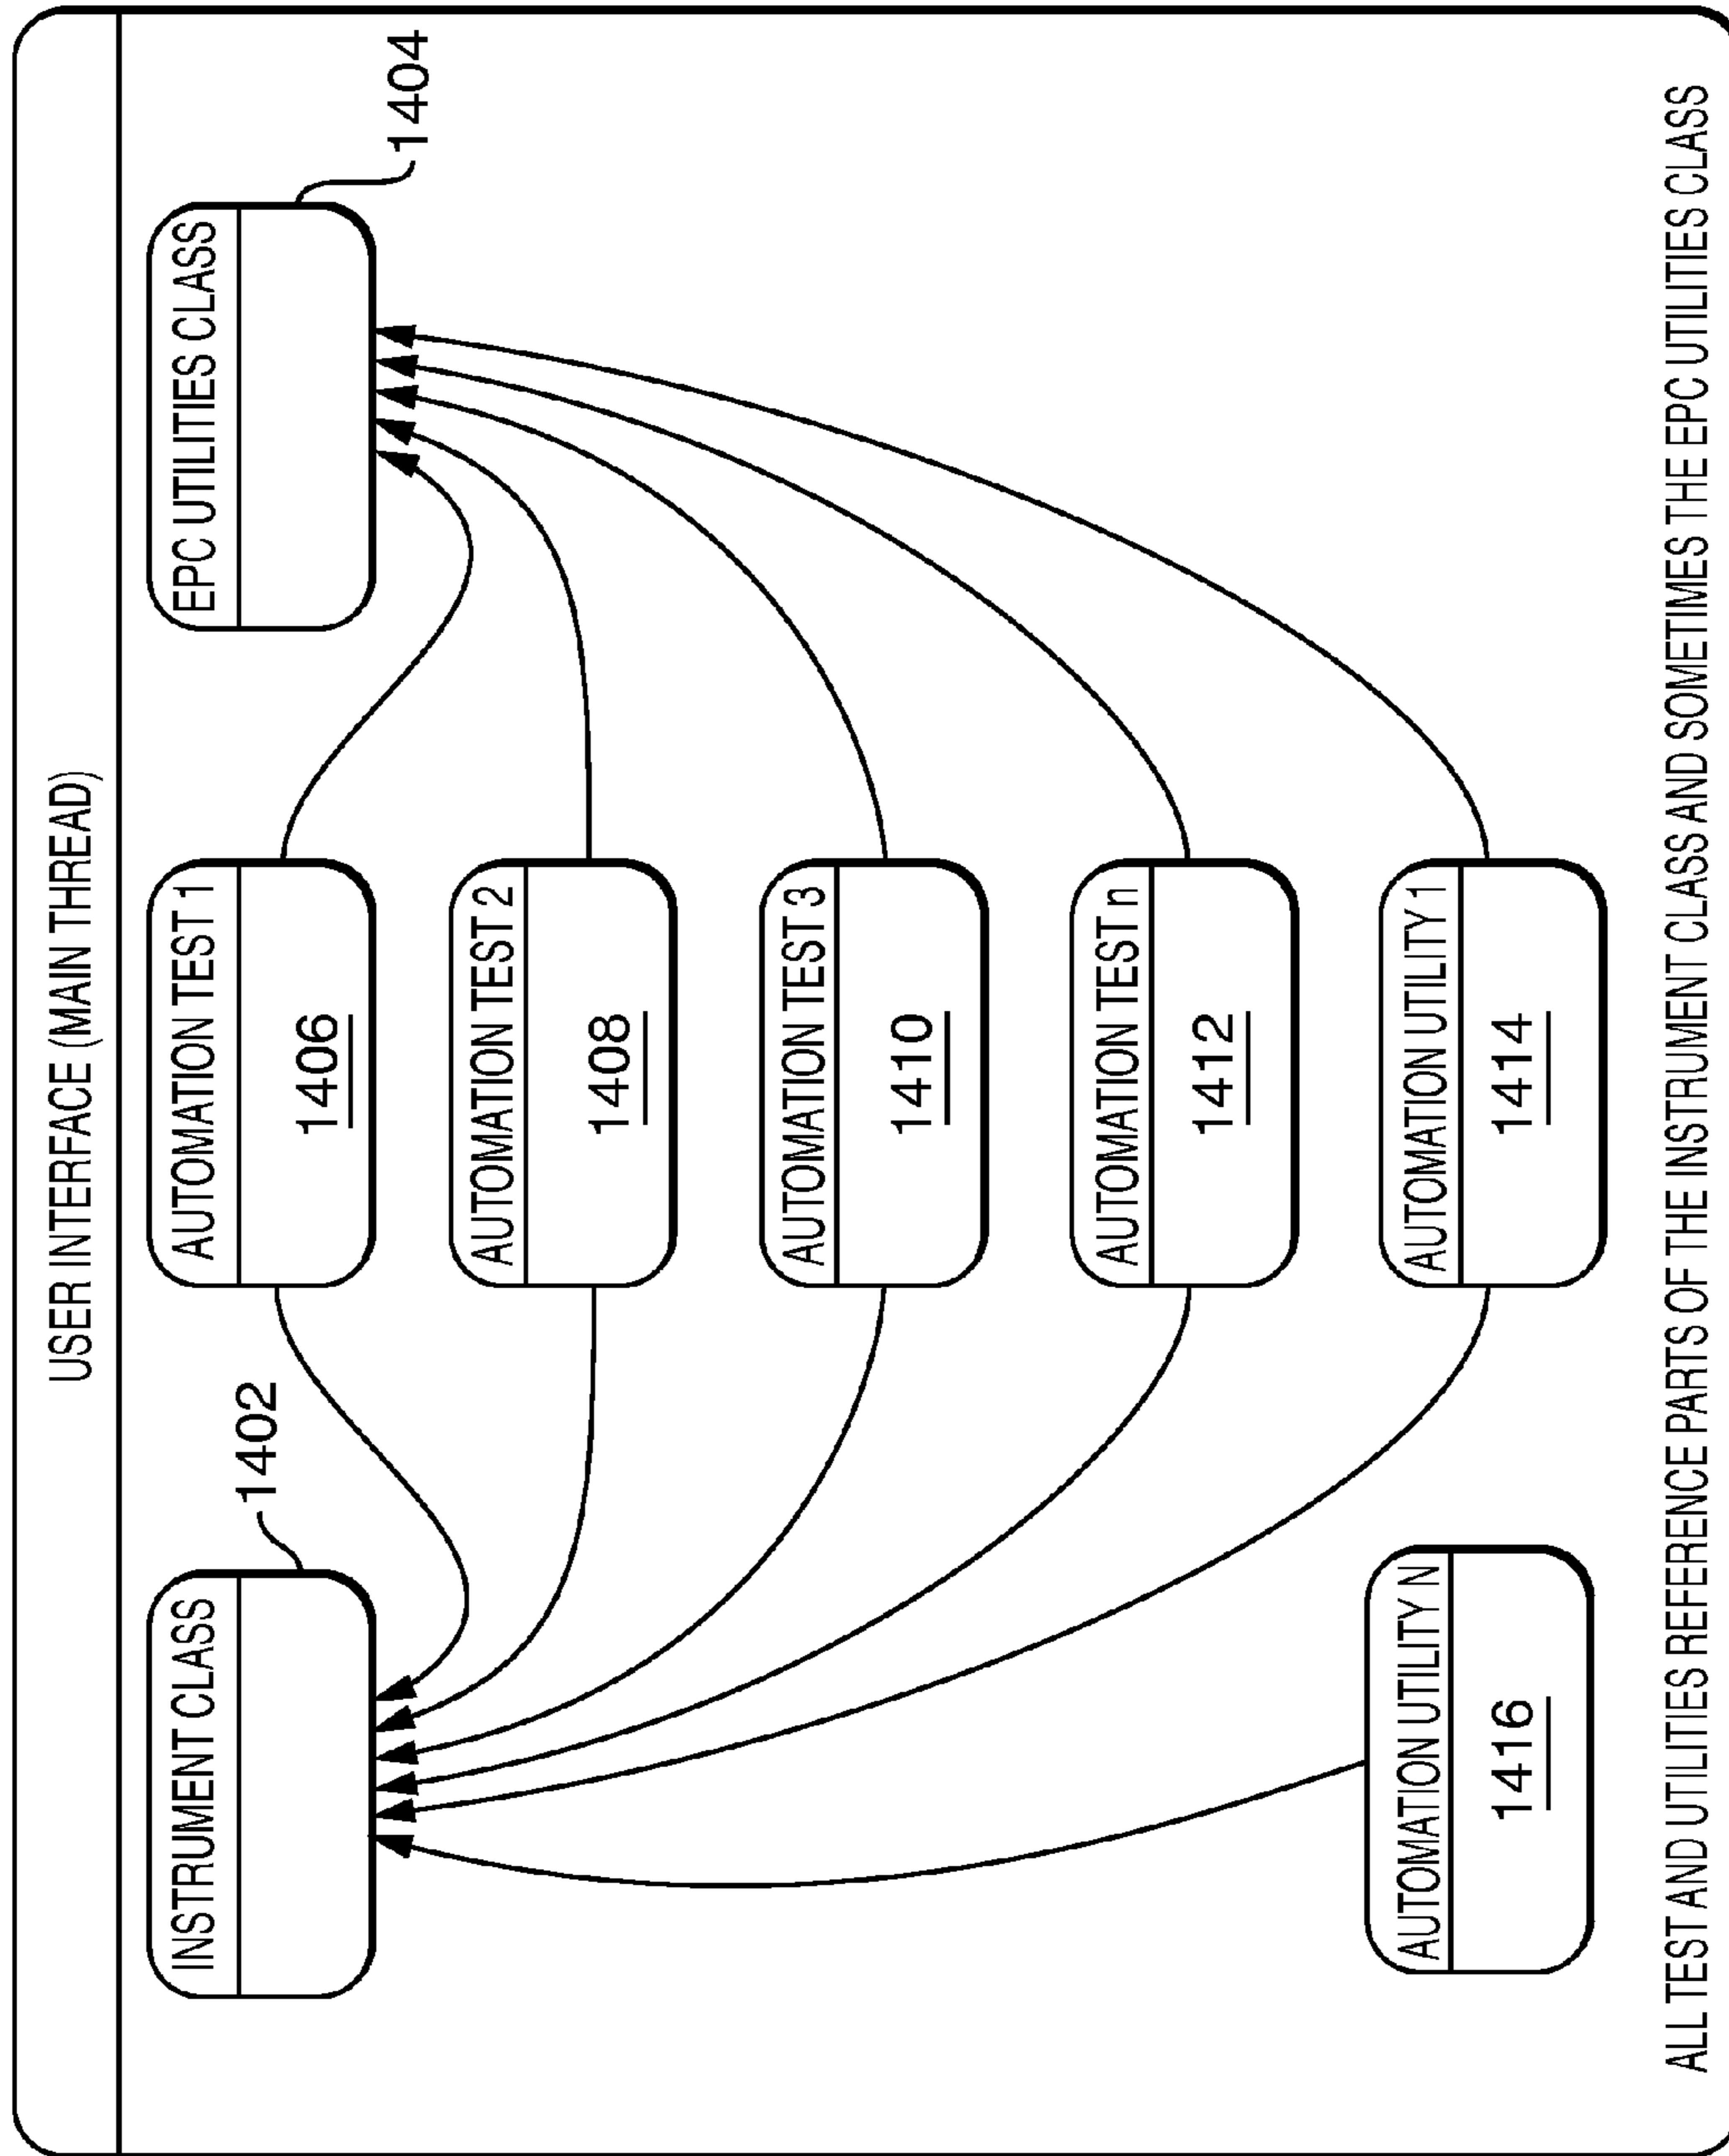 USER INTERFACE (MAIN THREAD)
INSTRUMENT CLASS
1402
AUTOMATION TEST 1
1406
EPC UTILITIES CLASS
1404
AUTOMATION TEST 2
1408
AUTOMATION TEST 3
1410
AUTOMATION TEST n
1412
AUTOMATION UTILITY N
1416
AUTOMATION UTILITY 1
1414
ALL TEST AND UTILITIES REFERENCE PARTS OF THE INSTRUMENT CLASS AND SOMETIMES THE EPC UTILITIES CLASS